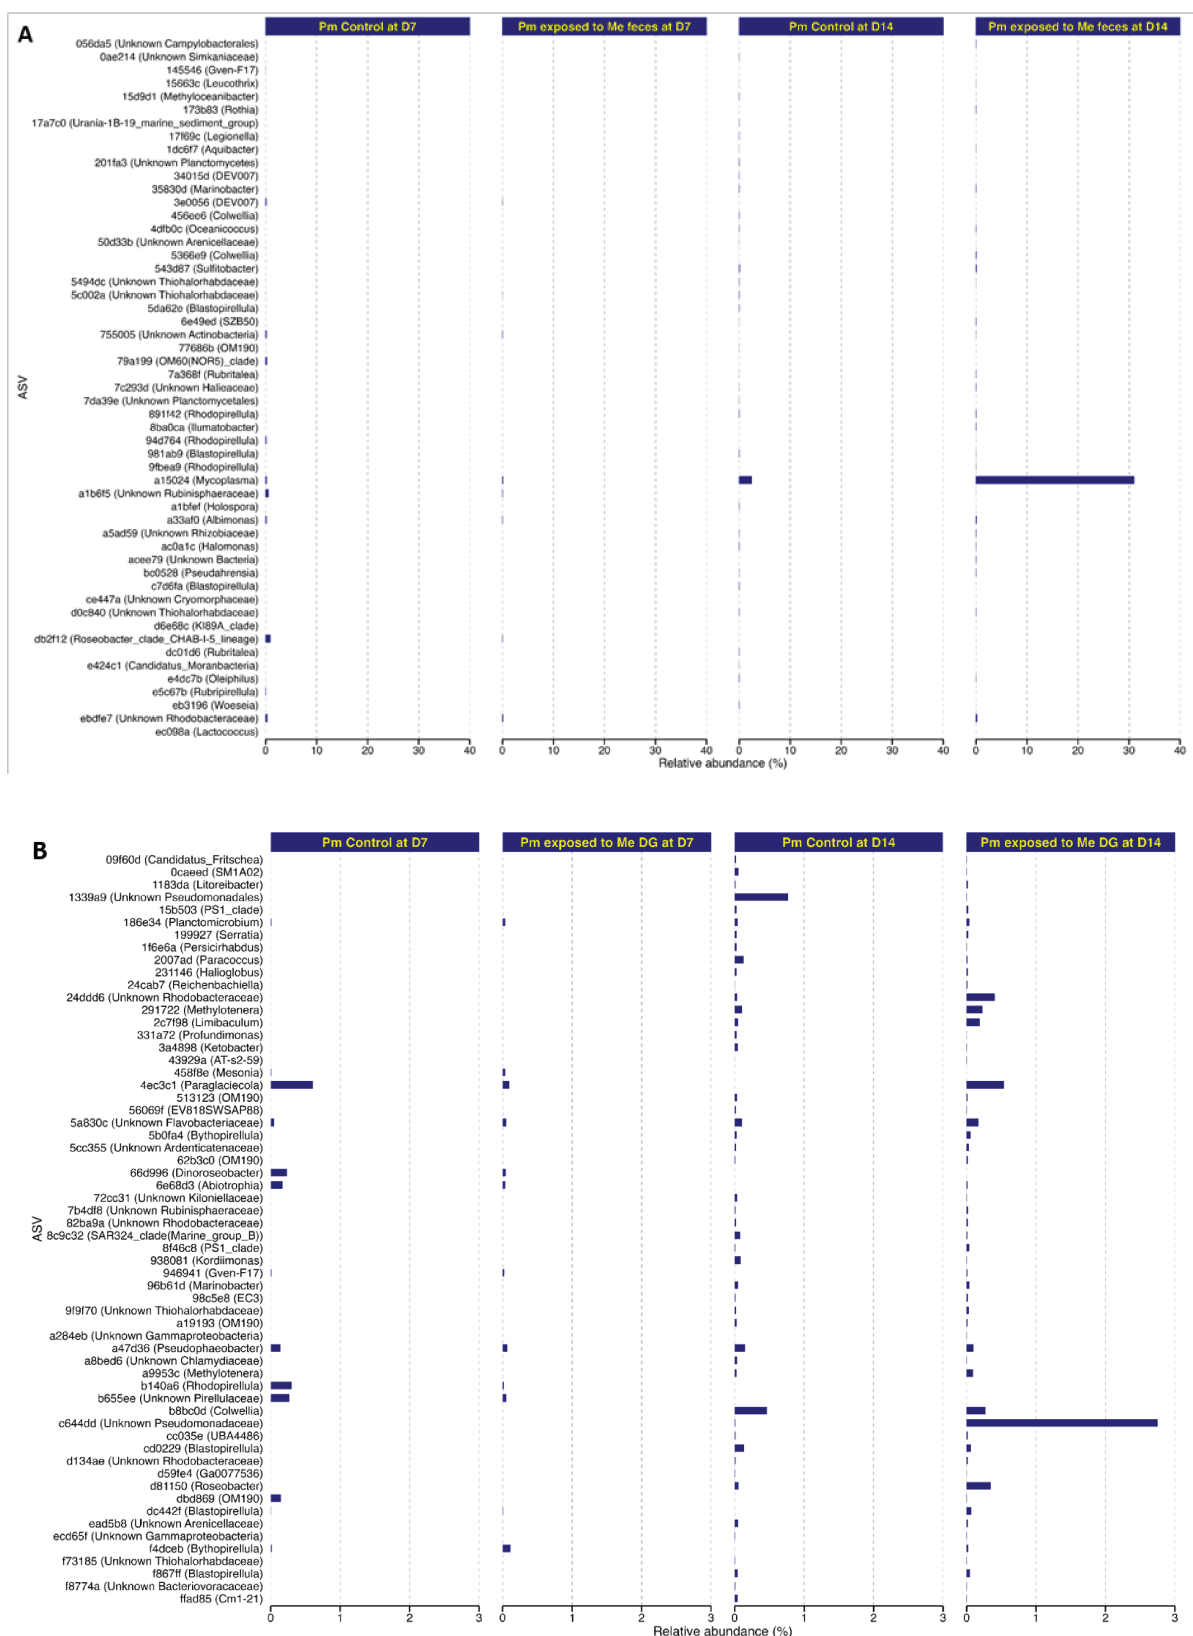 A
Pm Control at D7
Pm exposed to Me feces at D7
Pm Control at D14
Pm exposed to Me feces at D14
056da5 (Unknown Campylobacterales)
0ae214 (Unknown Simkaniaceae)
145546 (Gven-F17)
15663c (Leucothrix)
15d9d1 (Methyloceanibacter)
173b83 (Rothia)
17a7c0 (Urania-1B-19_marine_sediment_group)
17f69c (Legionella)
1dc6f7 (Aquibacter)
201fa3 (Unknown Planctomycetes)
34015d (DEV007)
35830d (Marinobacter)
3e0056 (DEV007)
456ee6 (Colwellia)
4dfb0c (Oceanicoccus)
50d33b (Unknown Arenicellaceae)
5366e9 (Colwellia)
543d87 (Sulfitobacter)
5494dc (Unknown Thiohalorhabdaceae)
5c002a (Unknown Thiohalorhabdaceae)
5da62e (Blastopirellula)
6e49ed (SZB50)
755005 (Unknown Actinobacteria)
77686b (OM190)
79a199 (OM60(NOR5)_clade)
7a368f (Rubritalea)
7c293d (Unknown Halieaceae)
7da39e (Unknown Planctomycetales)
891f42 (Rhodopirellula)
8ba0ca (Ilumatobacter)
94d764 (Rhodopirellula)
981ab9 (Blastopirellula)
9fbea9 (Rhodopirellula)
a15024 (Mycoplasma)
a1b6f5 (Unknown Rubinisphaeraceae)
a1bfef (Holospora)
a33af0 (Albimonas)
a5ad59 (Unknown Rhizobiaceae)
ac0a1c (Halomonas)
acee79 (Unknown Bacteria)
bc0528 (Pseudahrensia)
c7d6fa (Blastopirellula)
ce447a (Unknown Cryomorphaceae)
d0c840 (Unknown Thiohalorhabdaceae)
d6e68c (KI89A_clade)
db2f12 (Roseobacter_clade_CHAB-I-5_lineage)
dc01d6 (Rubritalea)
e424c1 (Candidatus_Moranbacteria)
e4dc7b (Oleiphilus)
e5c67b (Rubripirellula)
eb3196 (Woeseia)
ebdfe7 (Unknown Rhodobacteraceae)
ec098a (Lactococcus)
ASV
0 10 20 30 40 0 10 20 30 40 0 10 20 30 40 0 10 20 30 40
Relative abundance (%)
B
Pm Control at D7
Pm exposed to Me DG at D7
Pm Control at D14
Pm exposed to Me DG at D14
09f60d (Candidatus_Fritschea)
0caeed (SM1A02)
1183da (Litoreibacter)
1339a9 (Unknown Pseudomonadales)
15b503 (PS1_clade)
186e34 (Planctomicrobium)
199927 (Serratia)
1f6e6a (Persicirhabdus)
2007ad (Paracoccus)
231146 (Halioglobus)
24cab7 (Reichenbachiella)
24ddd6 (Unknown Rhodobacteraceae)
291722 (Methylotenera)
2c7f98 (Limibaculum)
331a72 (Profundimonas)
3a4898 (Ketobacter)
43929a (AT-s2-59)
458f8e (Mesonia)
4ec3c1 (Paraglaciecola)
513123 (OM190)
56069f (EV818SWSAP88)
5a830c (Unknown Flavobacteriaceae)
5b0fa4 (Bythopirellula)
5cc355 (Unknown Ardenticatenaceae)
62b3c0 (OM190)
66d996 (Dinoroseobacter)
6e68d3 (Abiotrophia)
72cc31 (Unknown Kiloniellaceae)
7b4df8 (Unknown Rubinisphaeraceae)
82ba9a (Unknown Rhodobacteraceae)
8c9c32 (SAR324_clade(Marine_group_B))
8f46c8 (PS1_clade)
938081 (Kordiimonas)
946941 (Gven-F17)
96b61d (Marinobacter)
98c5e8 (EC3)
9f9f70 (Unknown Thiohalorhabdaceae)
a19193 (OM190)
a284eb (Unknown Gammaproteobacteria)
a47d36 (Pseudophaeobacter)
a8bed6 (Unknown Chlamydiaceae)
a9953c (Methylotenera)
b140a6 (Rhodopirellula)
b655ee (Unknown Pirellulaceae)
b8bc0d (Colwellia)
c644dd (Unknown Pseudomonadaceae)
cc035e (UBA4486)
cd0229 (Blastopirellula)
d134ae (Unknown Rhodobacteraceae)
d59fe4 (Ga0077536)
d81150 (Roseobacter)
dbd869 (OM190)
dc442f (Blastopirellula)
ead5b8 (Unknown Arenicellaceae)
ecd65f (Unknown Gammaproteobacteria)
f4dceb (Bythopirellula)
f73185 (Unknown Thiohalorhabdaceae)
f867ff (Blastopirellula)
f8774a (Unknown Bacteriovoracaceae)
ffad85 (Cm1-21)
ASV
0 1 2 3 0 1 2 3 0 1 2 3 0 1 2 3
Relative abundance (%)